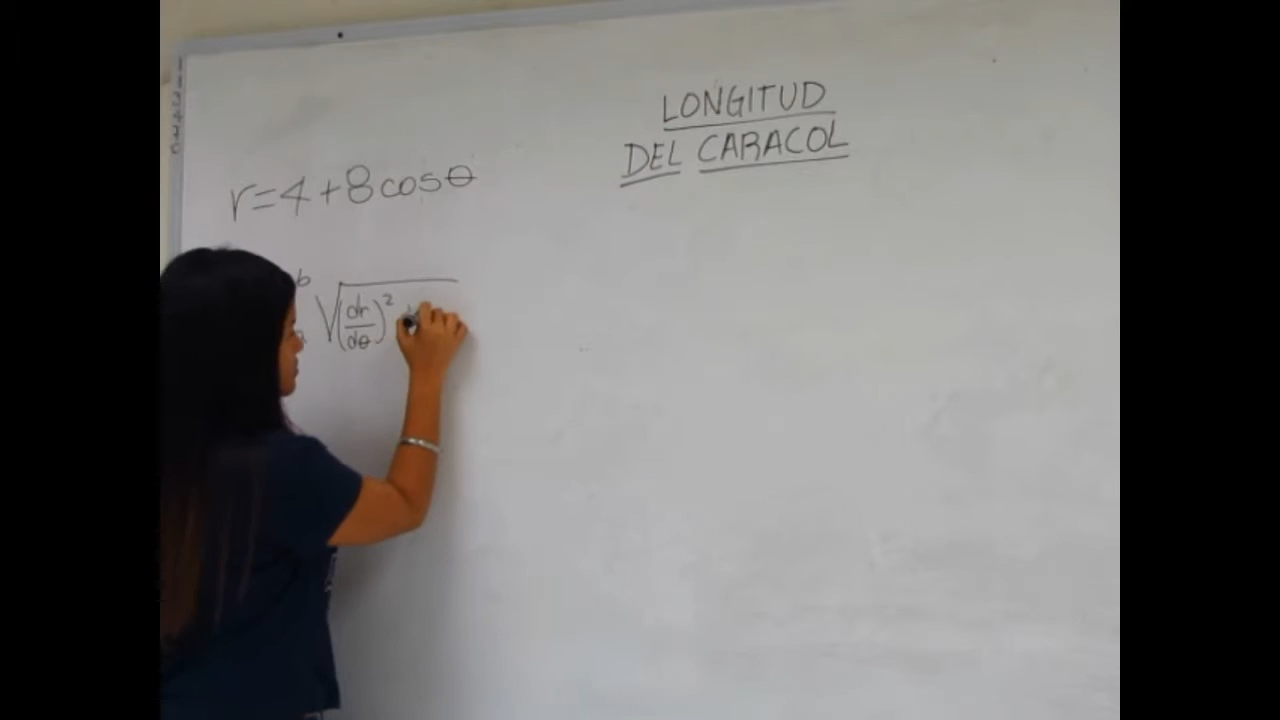 LONGITUD
DEL CARACOL
r=4+8cosθ
b
√(dr/dθ)²
a